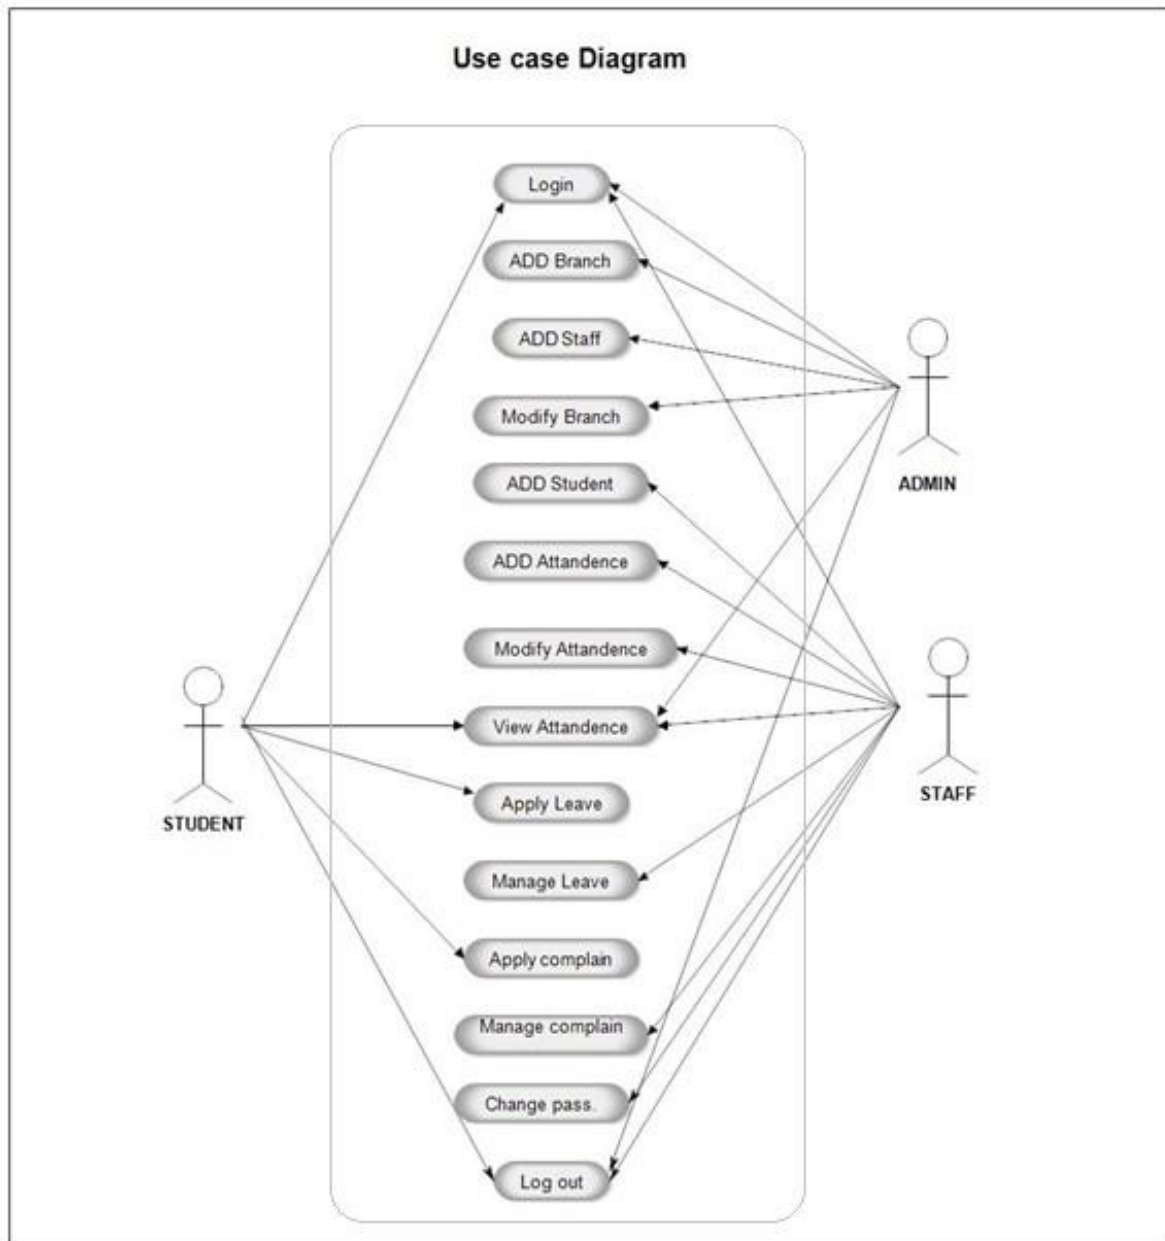 Use case Diagram
Login
ADD Branch
ADD Staff
Modify Branch
ADD Student
ADMIN
ADD Attandence
Modify Attandence
View Attandence
Apply Leave
STAFF
STUDENT
Manage Leave
Apply complain
Manage complain
Change pass.
Log out